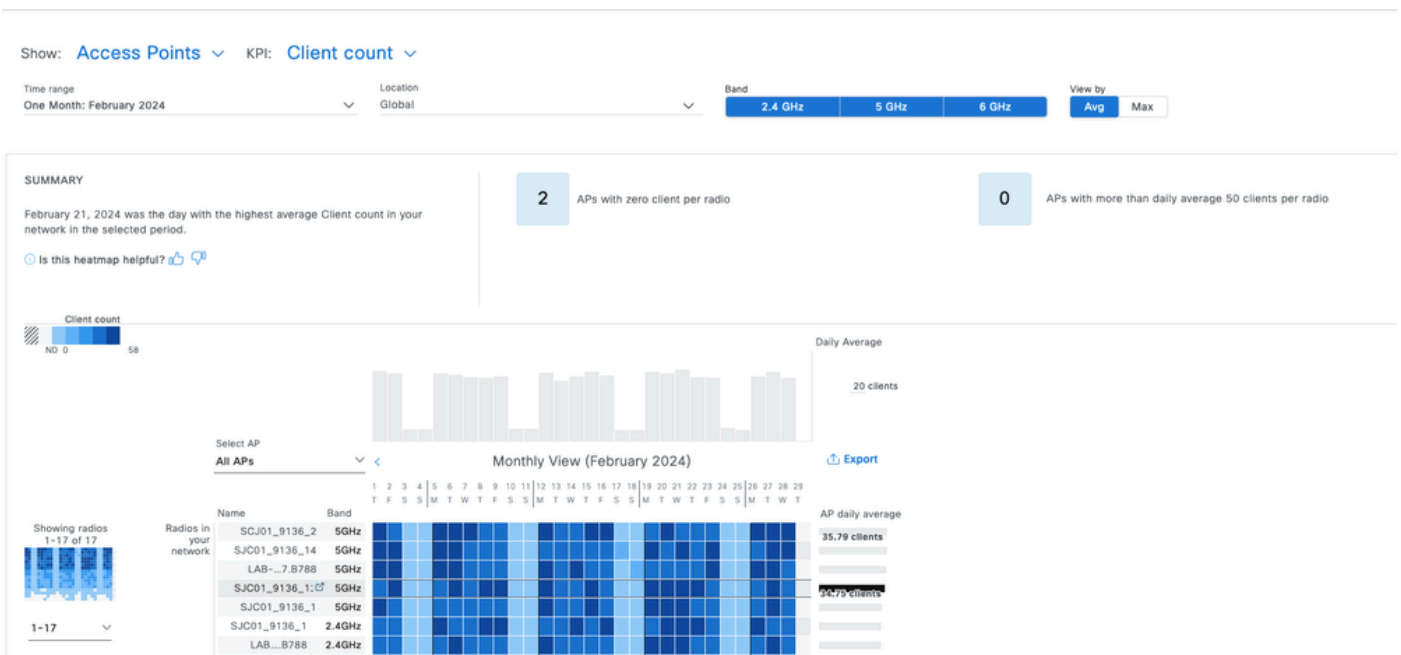 Show: Access Points KPI: Client count
Time range
One Month: February 2024
Location
Global
Band
2.4 GHz 5 GHz 6 GHz
View by
Avg Max
SUMMARY
February 21, 2024 was the day with the highest average Client count in your
network in the selected period.
Is this heatmap helpful?
2 APs with zero client per radio
0 APs with more than daily average 50 clients per radio
Client count
ND 0 58
Daily Average
20 clients
Select AP
All APs
Monthly View (February 2024)
Export
1 2 3 4 5 6 7 8 9 10 11 12 13 14 15 16 17 18 19 20 21 22 23 24 25 26 27 28 29
T F S S M T W T F S S M T W T F S S M T W T F S S M T W T
Name Band
AP daily average
Showing radios
1-17 of 17
1-17
Radios in
your
network
SCJ01_9136_2 5GHz
35.79 clients
SJC01_9136_14 5GHz
LAB-...7.B788 5GHz
SJC01_9136_1: 5GHz
34.75 clients
SJC01_9136_1 5GHz
SJC01_9136_1 2.4GHz
LAB....B788 2.4GHz